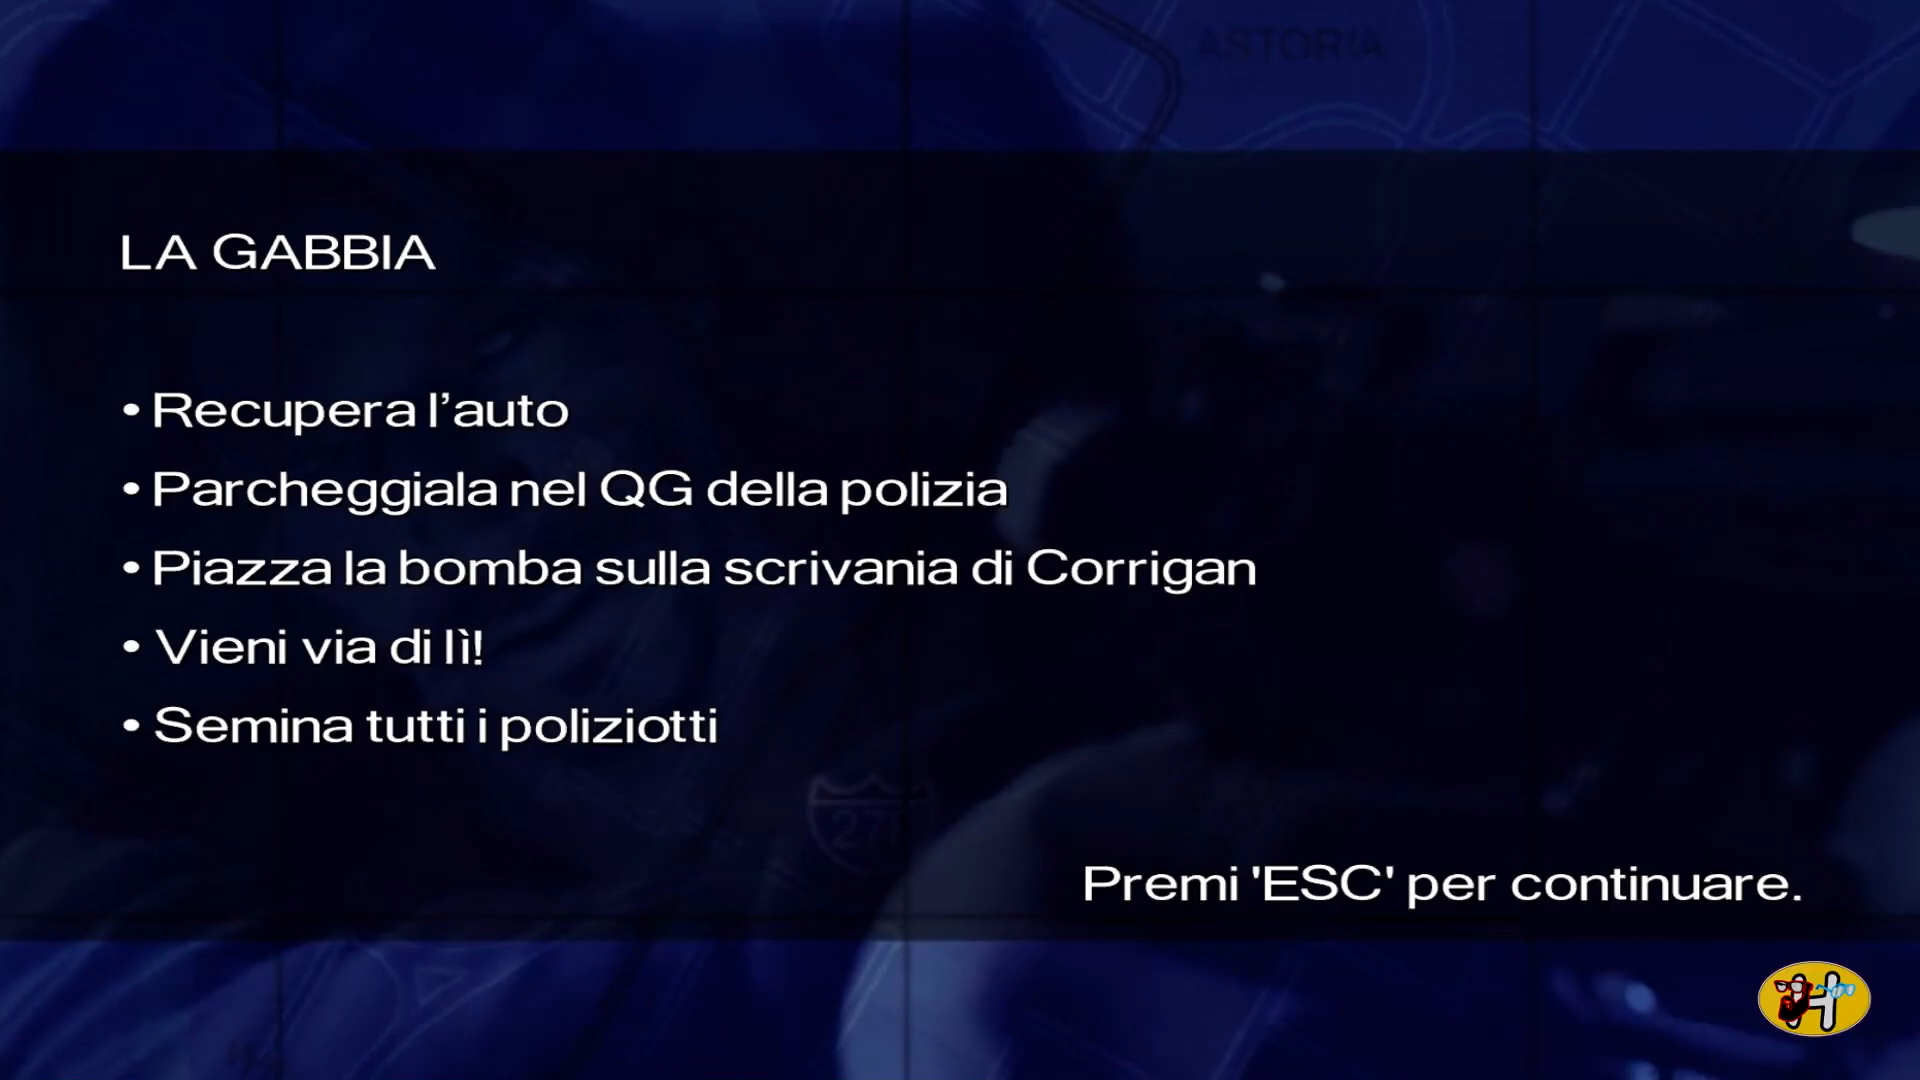 ASTORIA
LA GABBIA
• Recupera l’auto
• Parcheggiala nel QG della polizia
• Piazza la bomba sulla scrivania di Corrigan
• Vieni via di lì!
• Semina tutti i poliziotti
Premi 'ESC' per continuare.